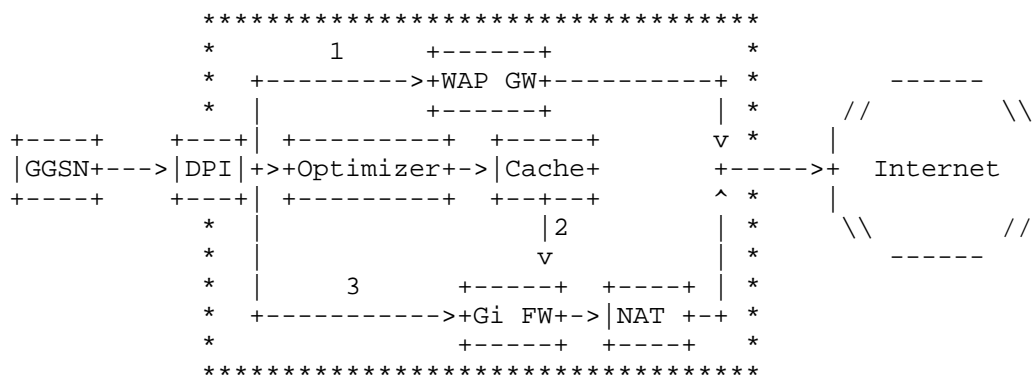 ***********************************
* 1 +------+ *
* +--------->+WAP GW+----------+ * ------
* | +------+ | * // \\
+----+ +---+| +---------+ +-----+ v * |
|GGSN+--->|DPI|+>+Optimizer+->|Cache+ +----->+ Internet
+----+ +---+| +---------+ +--+--+ ^ * |
* | |2 | * \\ //
* | v | * ------
* | 3 +-----+ +----+ | *
* +----------->+Gi FW+->|NAT +-+ *
* +-----+ +----+ *
***********************************